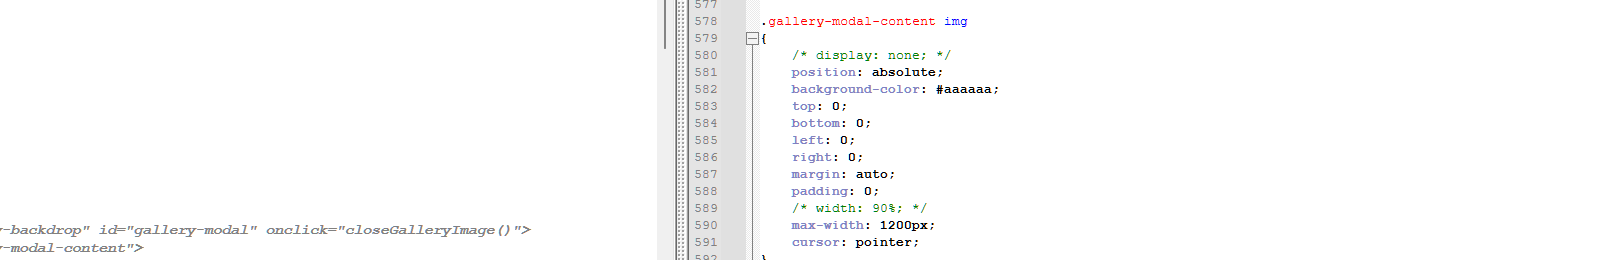 577
578 .gallery-modal-content img
579 {
580 /* display: none; */
581 position: absolute;
582 background-color: #aaaaaa;
583 top: 0;
584 bottom: 0;
585 left: 0;
586 right: 0;
587 margin: auto;
588 padding: 0;
589 /* width: 90%; */
590 max-width: 1200px;
591 cursor: pointer;
592 }
y-backdrop" id="gallery-modal" onclick="closeGalleryImage()">
y-modal-content">